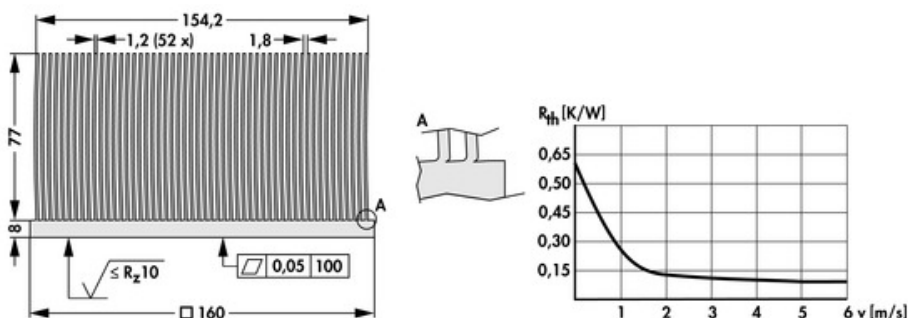 154,2
1,2 (52 x)
1,8
77
8
A
≤ Rz10
0,05 100
□ 160
A
Rth [K/W]
0,65
0,50
0,45
0,30
0,15
1 2 3 4 5 6 v [m/s]